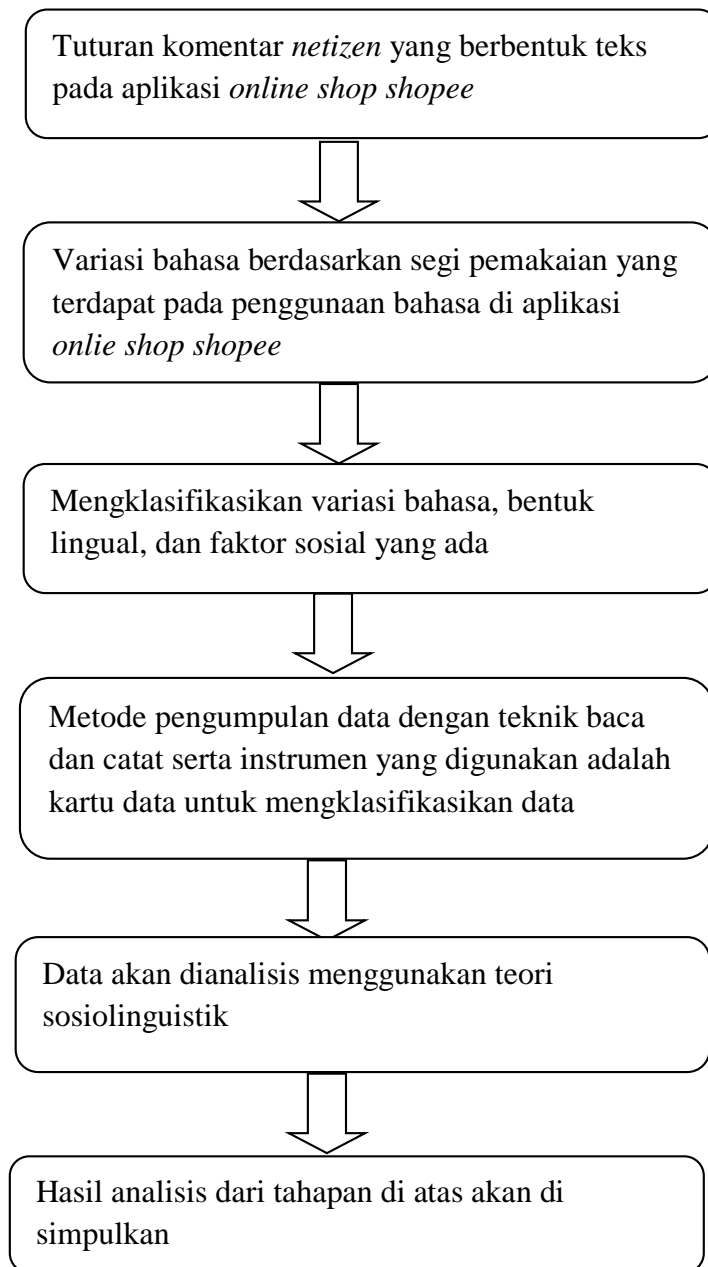 Tuturan komentar netizen yang berbentuk teks
pada aplikasi online shop shopee
Variasi bahasa berdasarkan segi pemakaian yang
terdapat pada penggunaan bahasa di aplikasi
onlie shop shopee
Mengklasifikasikan variasi bahasa, bentuk
lingual, dan faktor sosial yang ada
Metode pengumpulan data dengan teknik baca
dan catat serta instrumen yang digunakan adalah
kartu data untuk mengklasifikasikan data
Data akan dianalisis menggunakan teori
sosiolinguistik
Hasil analisis dari tahapan di atas akan di
simpulkan